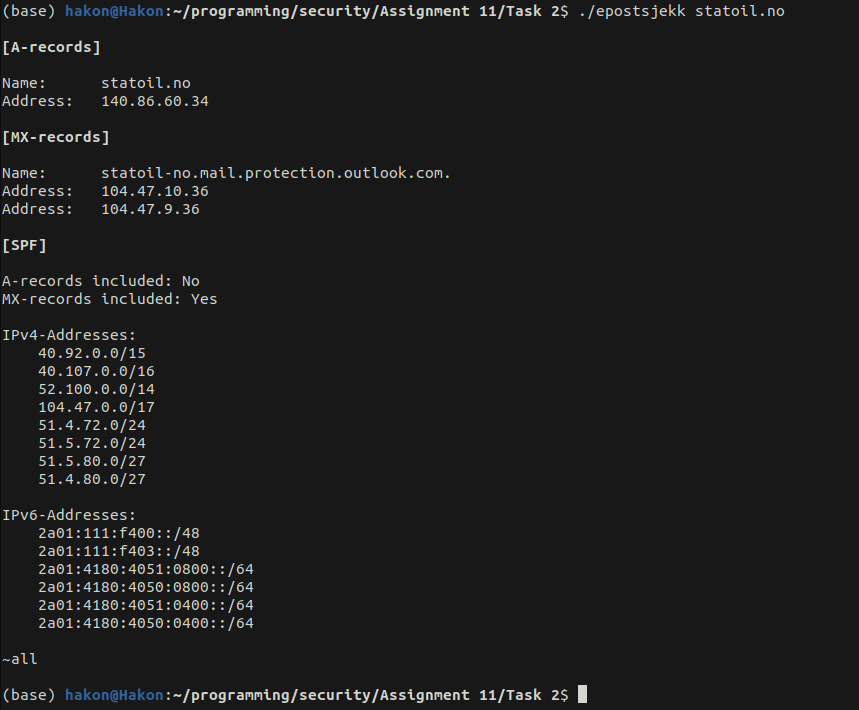 (base) hakon@Hakon:~/programming/security/Assignment 11/Task 2$ ./epostsjekk statoil.no
[A-records]
Name:      statoil.no
Address:   140.86.60.34
[MX-records]
Name:      statoil-no.mail.protection.outlook.com.
Address:   104.47.10.36
Address:   104.47.9.36
[SPF]
A-records included: No
MX-records included: Yes
IPv4-Addresses:
    40.92.0.0/15
    40.107.0.0/16
    52.100.0.0/14
    104.47.0.0/17
    51.4.72.0/24
    51.5.72.0/24
    51.5.80.0/27
    51.4.80.0/27
IPv6-Addresses:
    2a01:111:f400::/48
    2a01:111:f403::/48
    2a01:4180:4051:0800::/64
    2a01:4180:4050:0800::/64
    2a01:4180:4051:0400::/64
    2a01:4180:4050:0400::/64
~all
(base) hakon@Hakon:~/programming/security/Assignment 11/Task 2$